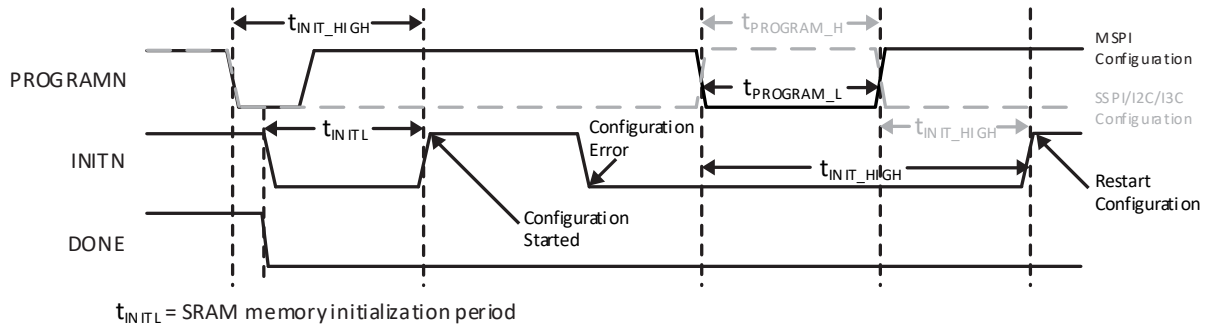 tINIT_HIGH
tPROGRAM_H
MSPI
Configuration
PROGRAMN
tPROGRAM_L
SSPI/I2C/I3C
Configuration
tINITL
Configuration
Error
tINIT_HIGH
INITN
tINIT_HIGH
Configuration
Started
Restart
Configuration
DONE
tINITL = SRAM memory initialization period